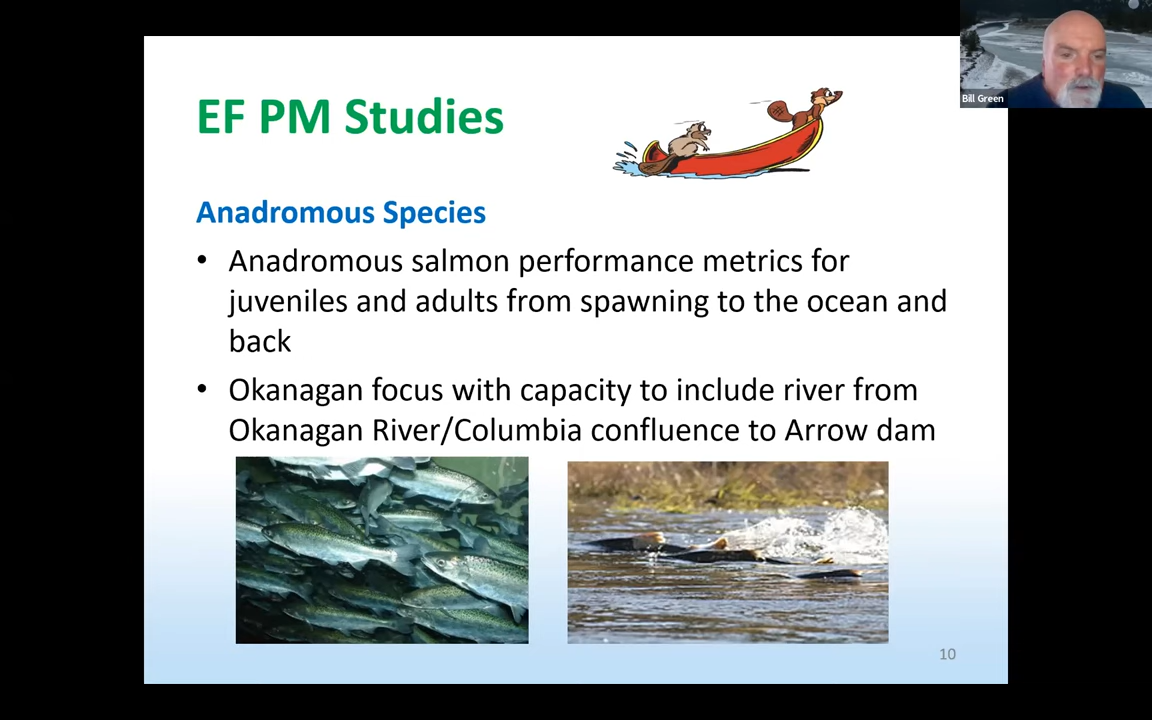 Bill Green
EF PM Studies
Anadromous Species
• Anadromous salmon performance metrics for
juveniles and adults from spawning to the ocean and
back
• Okanagan focus with capacity to include river from
Okanagan River/Columbia confluence to Arrow dam
10